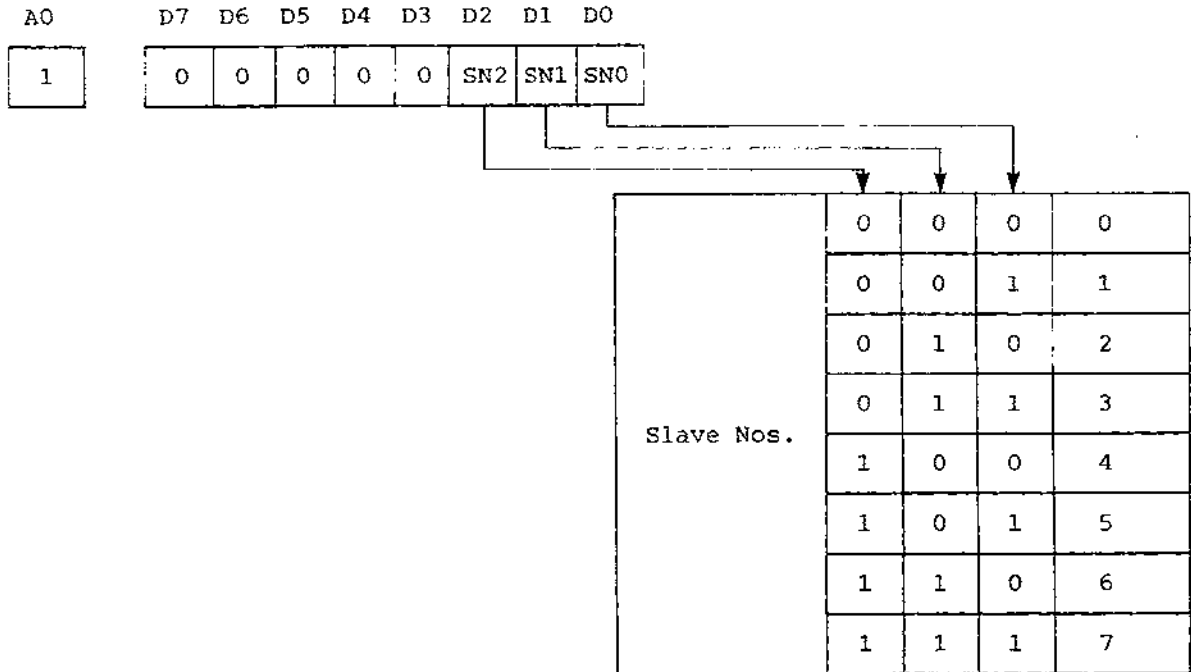 A0 D7 D6 D5 D4 D3 D2 D1 D0
1 0 0 0 0 0 SN2 SN1 SN0
0 0 0 0
0 0 1 1
0 1 0 2
0 1 1 3
Slave Nos.
1 0 0 4
1 0 1 5
1 1 0 6
1 1 1 7